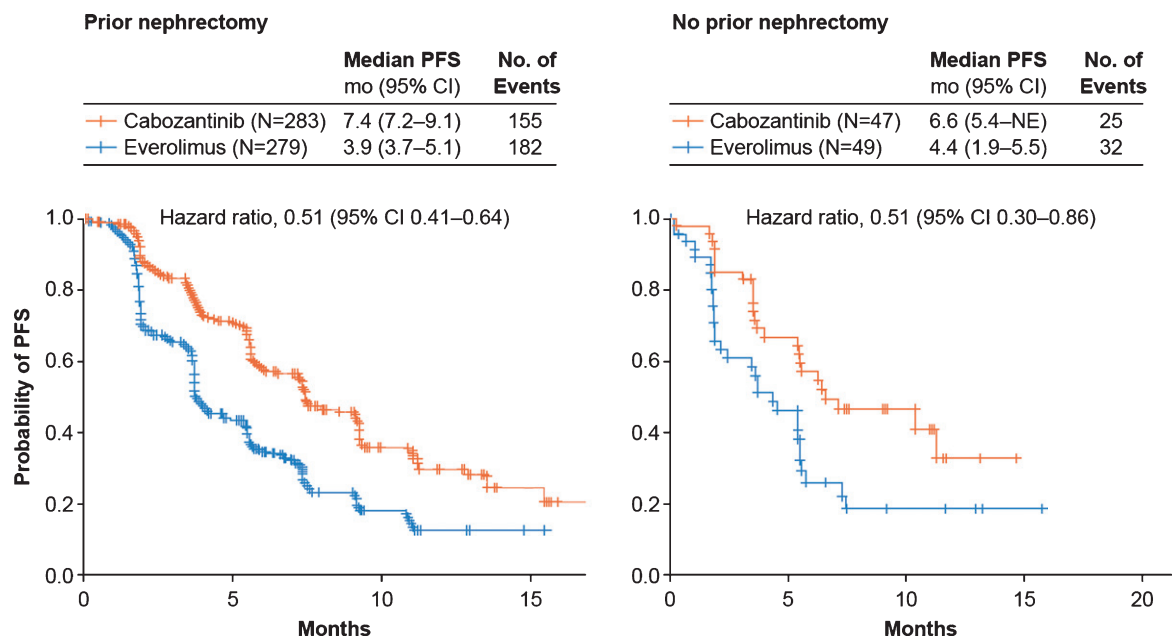 Prior nephrectomy
Median PFS No. of
mo (95% CI) Events
Cabozantinib (N=283) 7.4 (7.2–9.1) 155
Everolimus (N=279) 3.9 (3.7–5.1) 182
Hazard ratio, 0.51 (95% CI 0.41–0.64)
Probability of PFS
1.0
0.8
0.6
0.4
0.2
0.0
0 5 10 15
Months
No prior nephrectomy
Median PFS No. of
mo (95% CI) Events
Cabozantinib (N=47) 6.6 (5.4–NE) 25
Everolimus (N=49) 4.4 (1.9–5.5) 32
Hazard ratio, 0.51 (95% CI 0.30–0.86)
1.0
0.8
0.6
0.4
0.2
0.0
0 5 10 15 20
Months